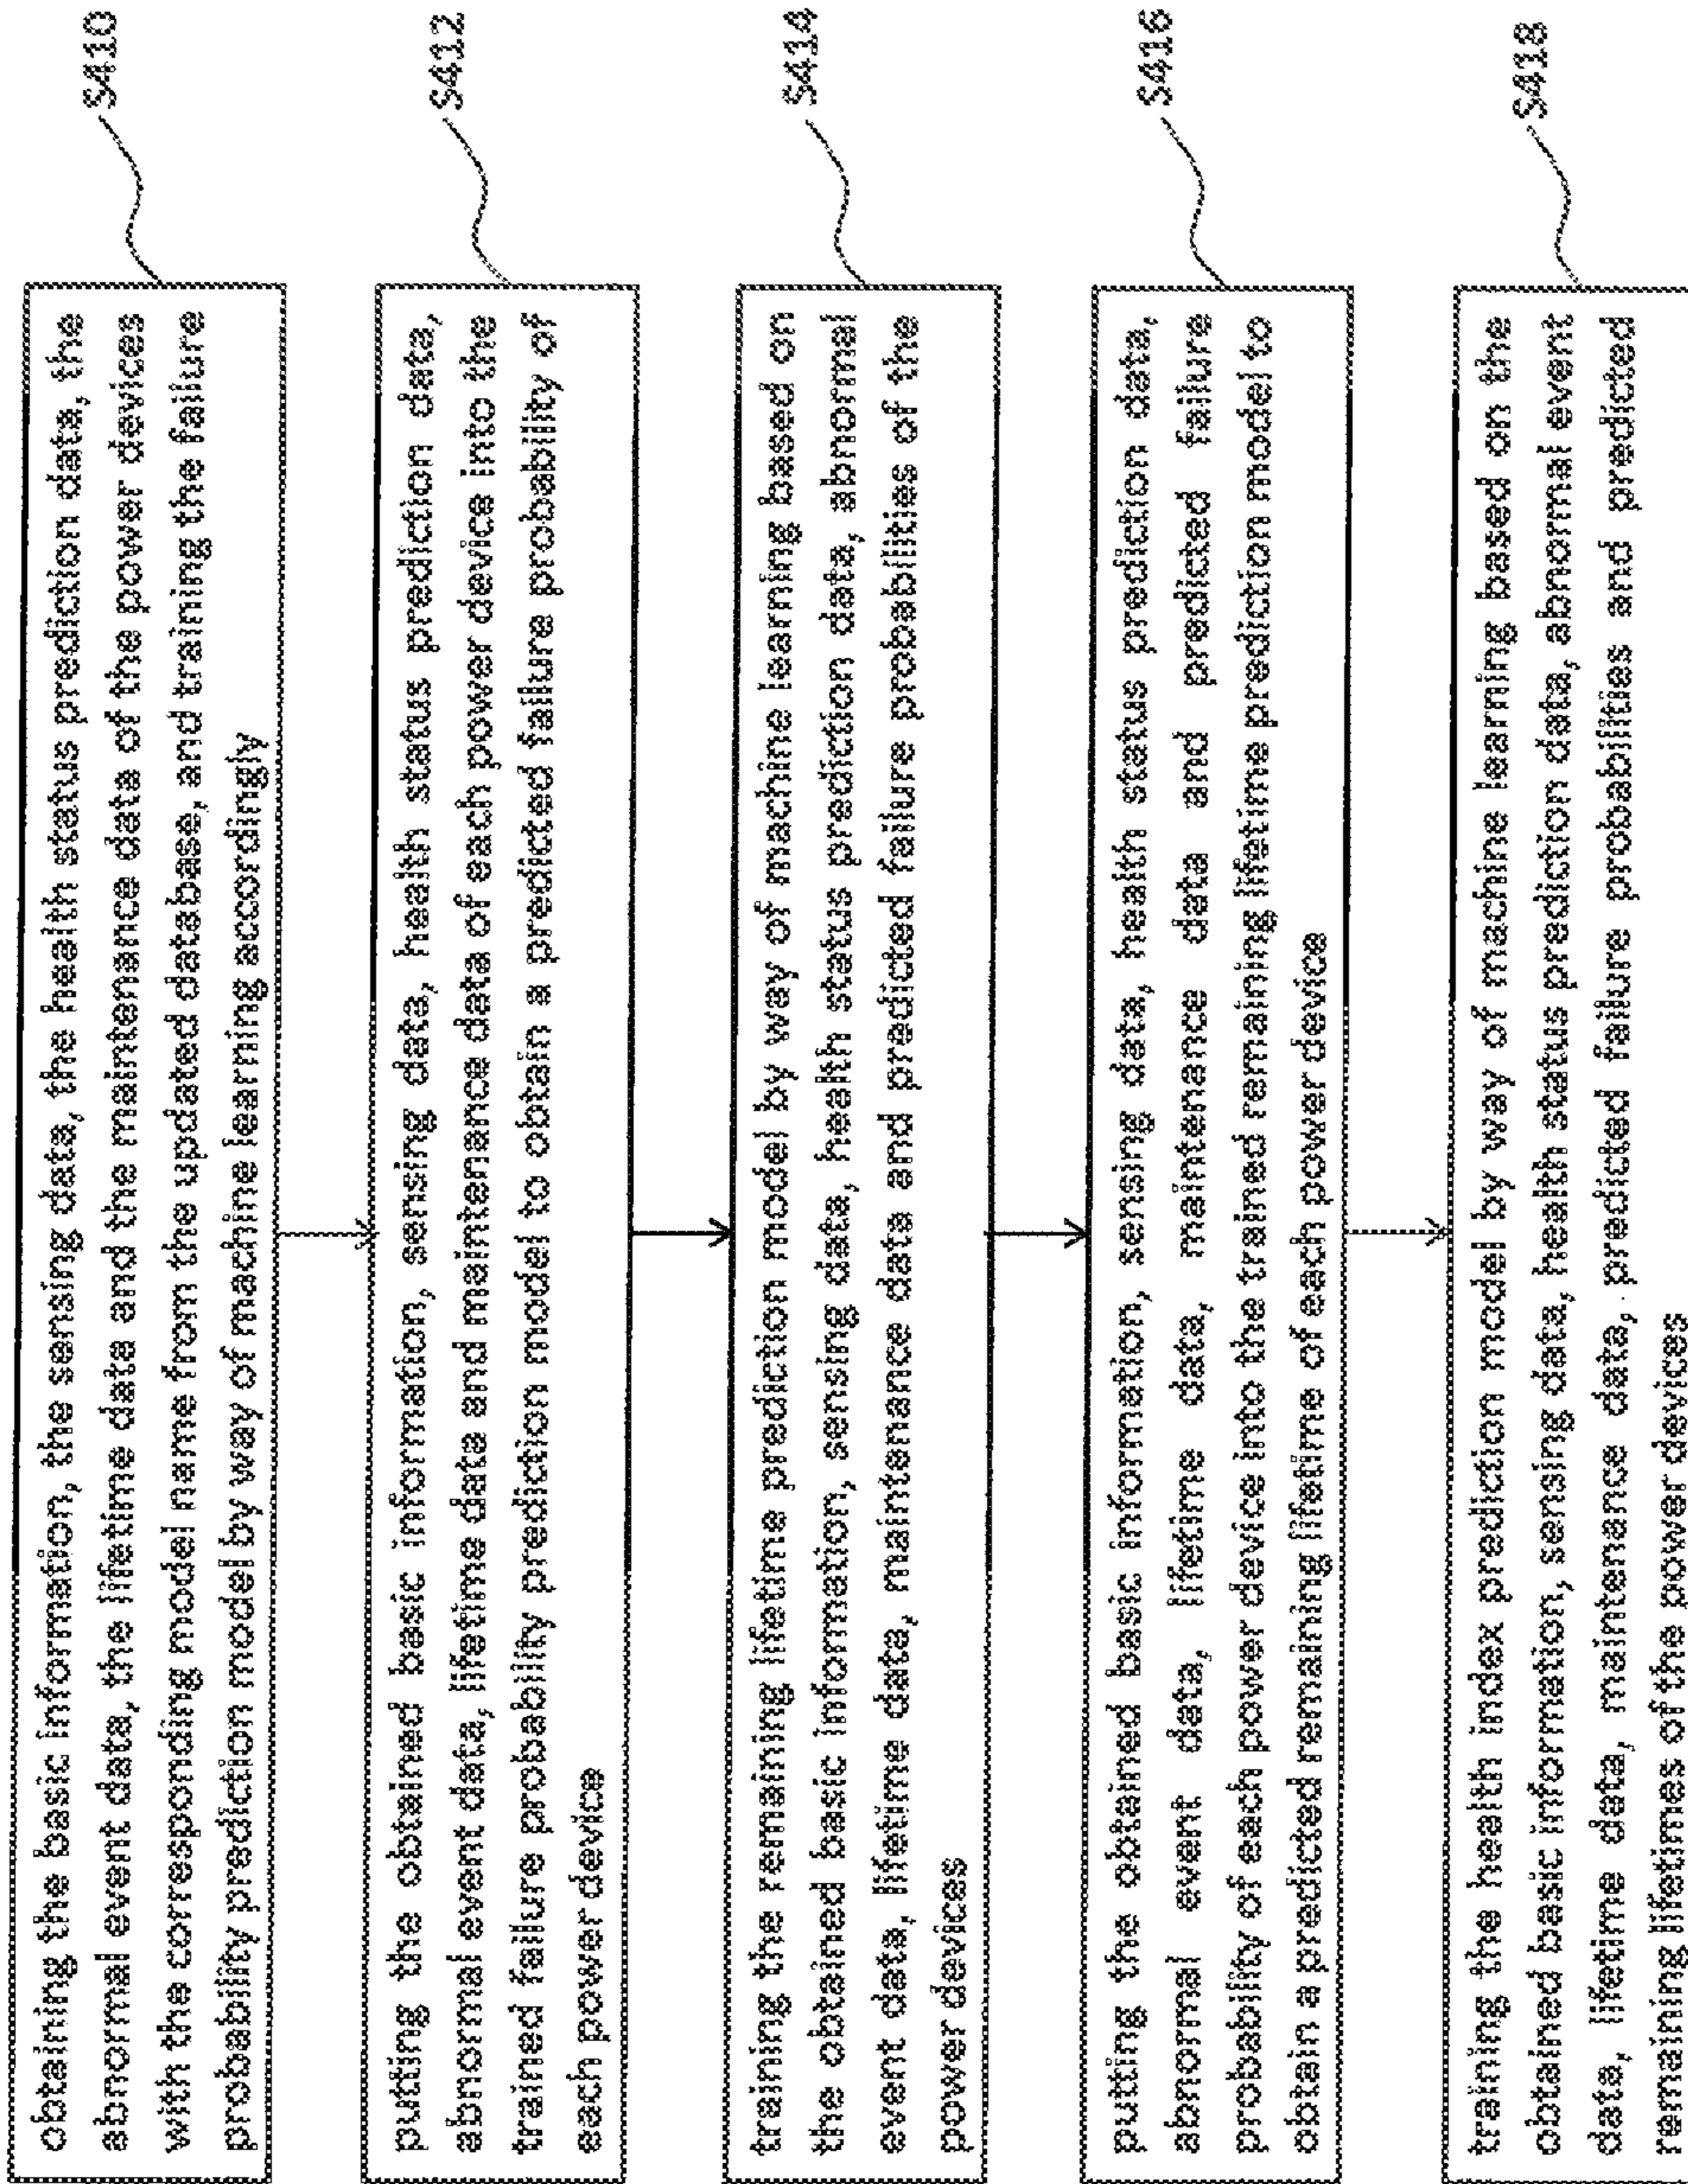 obtaining the basic information, the sensing data, the health status prediction data, the
abnormal event data, the lifetime data and the maintenance data of the power devices
with the corresponding model name from the updated database, and training the failure
probability prediction model by way of machine learning accordingly
S410
putting the obtained basic information, sensing data, health status prediction data,
abnormal event data, lifetime data and maintenance data of each power device into the
trained failure probability prediction model to obtain a predicted failure probability of
each power device
S412
training the remaining lifetime prediction model by way of machine learning based on
the obtained basic information, sensing data, health status prediction data, abnormal
event data, lifetime data, maintenance data and predicted failure probabilities of the
power devices
S414
putting the obtained basic information, sensing data, health status prediction data,
abnormal event data, lifetime data, maintenance data and predicted failure
probability of each power device into the trained remaining lifetime prediction model to
obtain a predicted remaining lifetime of each power device
S416
training the health index prediction model by way of machine learning based on the
obtained basic information, sensing data, health status prediction data, abnormal event
data, lifetime data, maintenance data, predicted failure probabilities and predicted
remaining lifetimes of the power devices
S418